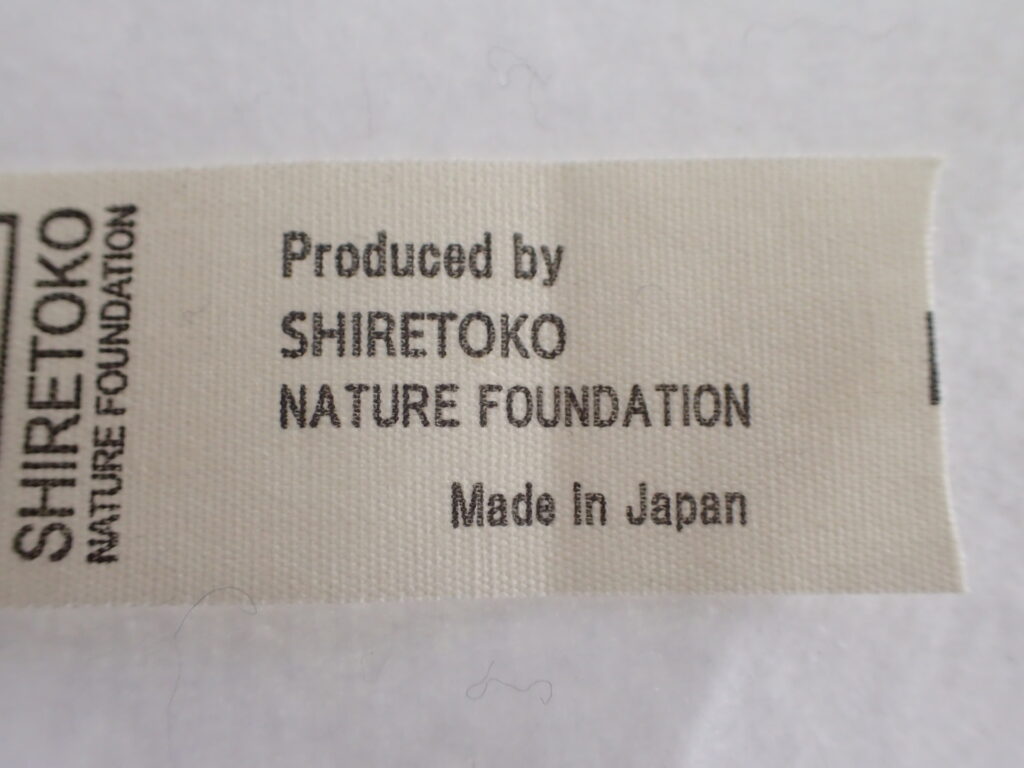 SHIRETOKO
NATURE FOUNDATION
Produced by
SHIRETOKO
NATURE FOUNDATION
Made in Japan